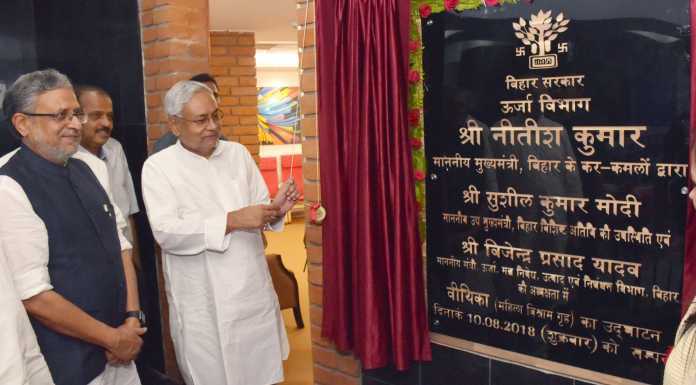 बिहार सरकार
ऊर्जा विभाग
श्री नीतीश कुमार
माननीय मुख्यमंत्री, बिहार के कर-कमलों द्वारा
श्री सुशील कुमार मोदी
माननीय उप मुख्यमंत्री, बिहार विशिष्ट अतिथि की उपस्थिति एवं
श्री विजेन्द्र प्रसाद यादव
माननीय मंत्री, ऊर्जा, मद्य निषेध, उत्पाद एवं निबंधन विभाग, बिहार
की अध्यक्षता में
वीथिका (महिला विश्राम गृह) का उद्घाटन
दिनांक 10.08.2018 (शुक्रवार) को